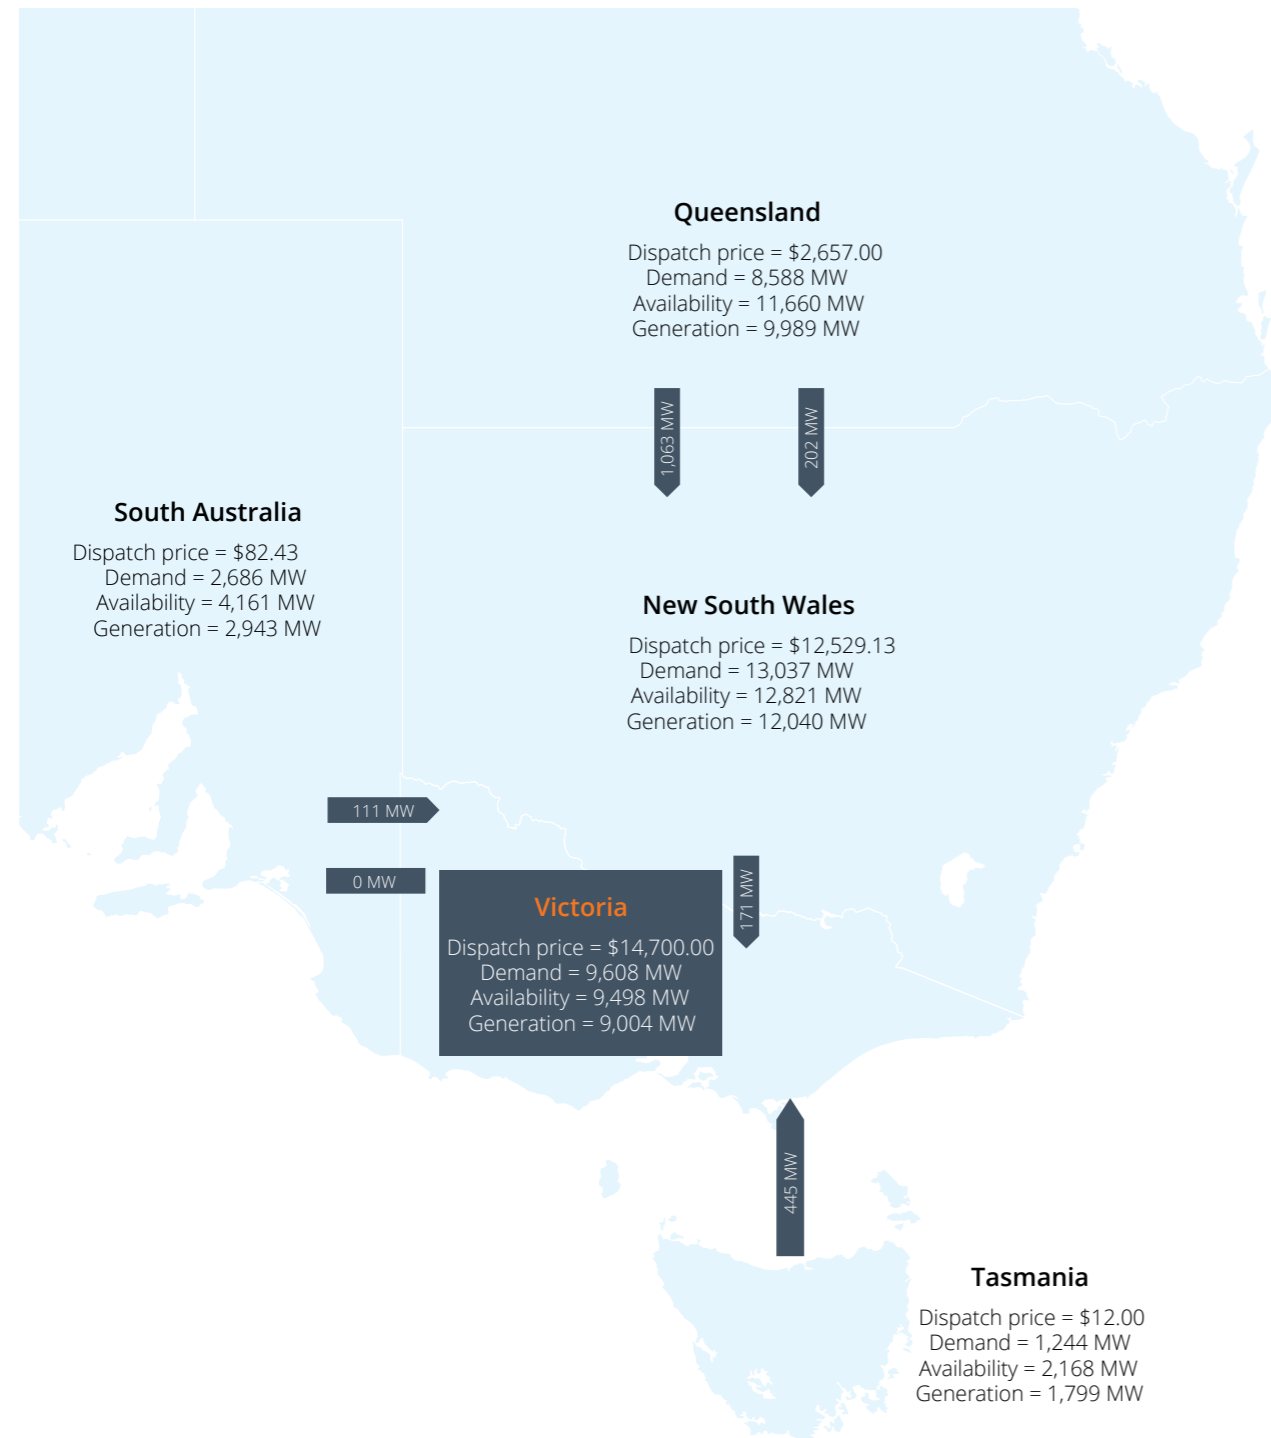 Queensland
Dispatch price = $2,657.00
Demand = 8,588 MW
Availability = 11,660 MW
Generation = 9,989 MW
1,063 MW
202 MW
South Australia
Dispatch price = $82.43
Demand = 2,686 MW
Availability = 4,161 MW
Generation = 2,943 MW
New South Wales
Dispatch price = $12,529.13
Demand = 13,037 MW
Availability = 12,821 MW
Generation = 12,040 MW
111 MW
0 MW
171 MW
Victoria
Dispatch price = $14,700.00
Demand = 9,608 MW
Availability = 9,498 MW
Generation = 9,004 MW
445 MW
Tasmania
Dispatch price = $12.00
Demand = 1,244 MW
Availability = 2,168 MW
Generation = 1,799 MW